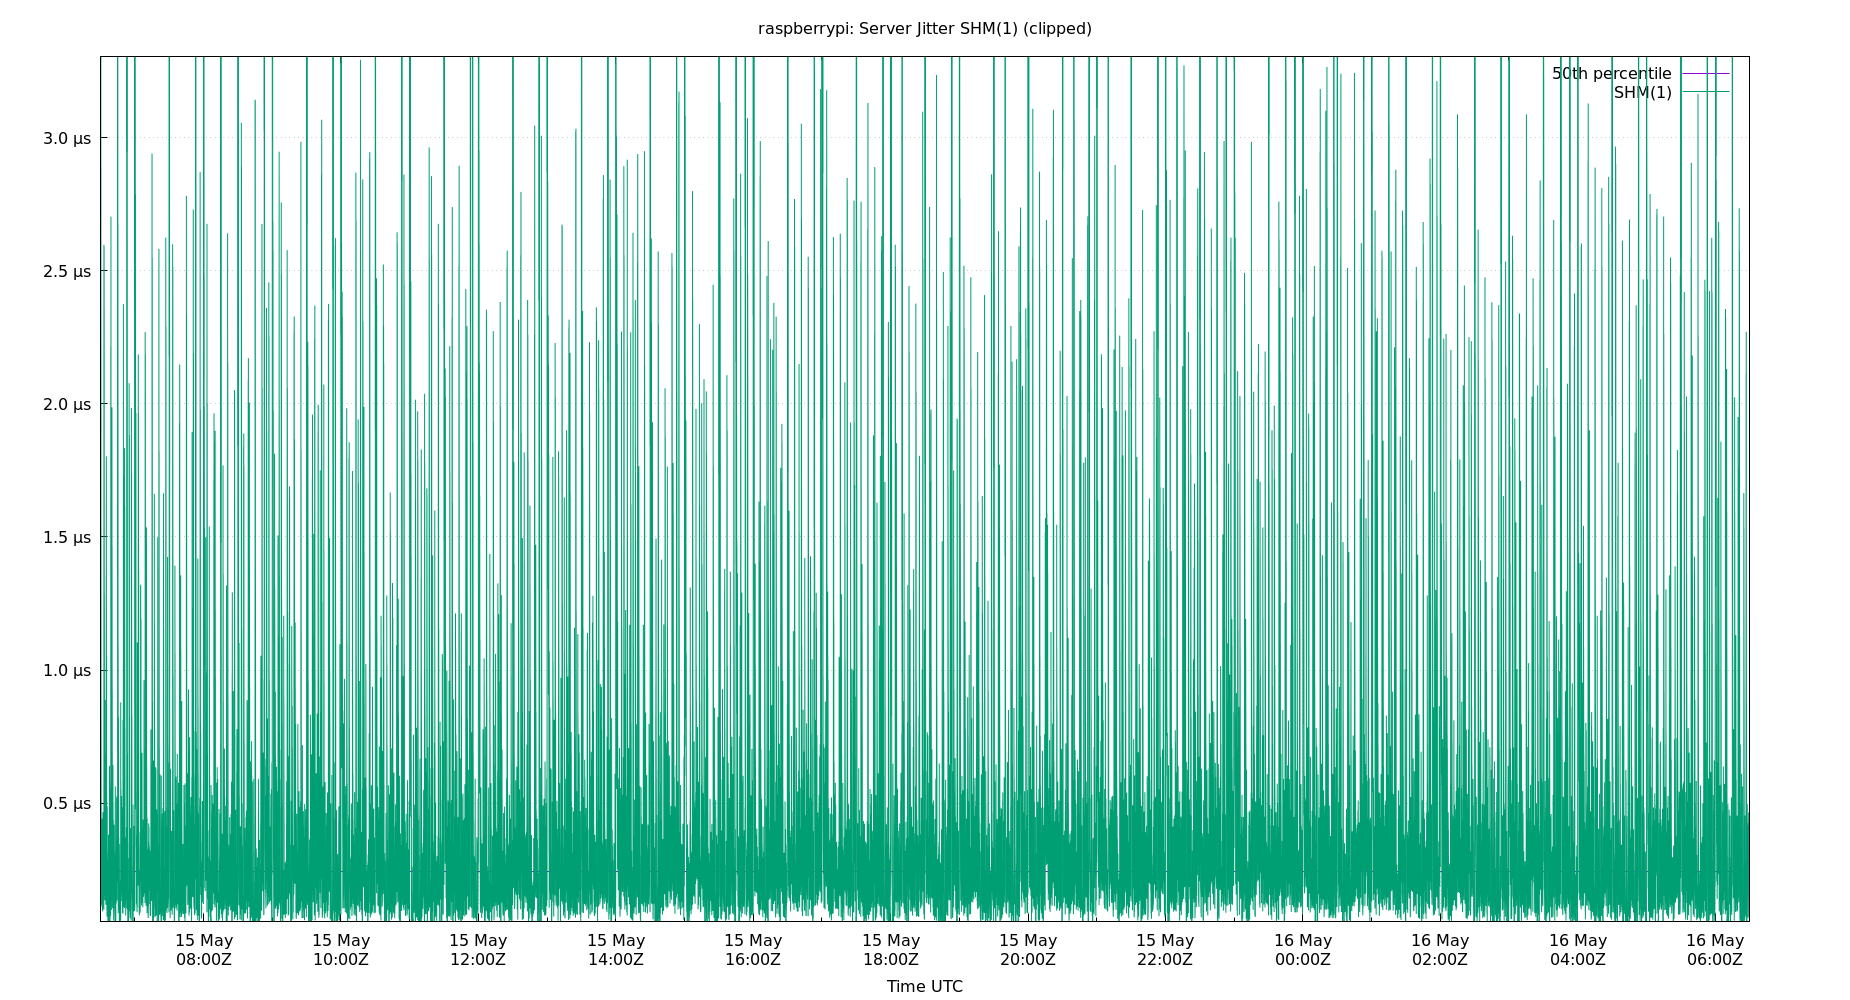 raspberrypi: Server Jitter SHM(1) (clipped)
50th percentile
SHM(1)
3.0 µs
2.5 µs
2.0 µs
1.5 µs
1.0 µs
0.5 µs
15 May 15 May 15 May 15 May 15 May 15 May 15 May 15 May 16 May 16 May 16 May 16 May
08:00Z 10:00Z 12:00Z 14:00Z 16:00Z 18:00Z 20:00Z 22:00Z 00:00Z 02:00Z 04:00Z 06:00Z
Time UTC